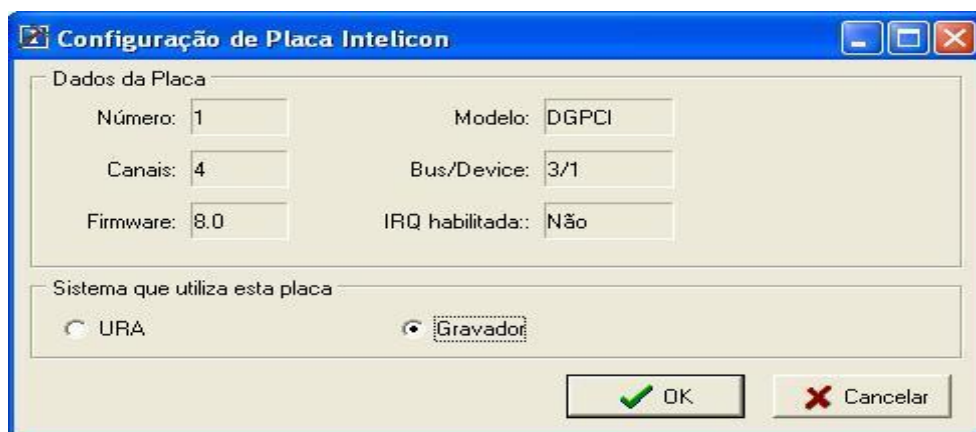 Configuração de Placa Intelicon
Dados da Placa
Número: 1 Modelo: DGPCI
Canais: 4 Bus/Device: 3/1
Firmware: 8.0 IRQ habilitada:: Não
Sistema que utiliza esta placa
URA Gravador
OK Cancelar